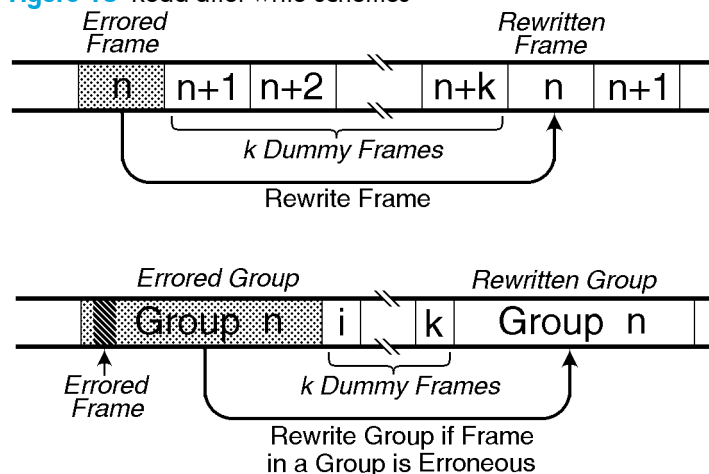 Figure 18 Read after write schemes
Errored Rewritten
Frame Frame
n n+1 n+2 n+k n n+1
k Dummy Frames
Rewrite Frame
Errored Group Rewritten Group
Group n i k Group n
Errored
Frame
k Dummy Frames
Rewrite Group if Frame
in a Group is Erroneous